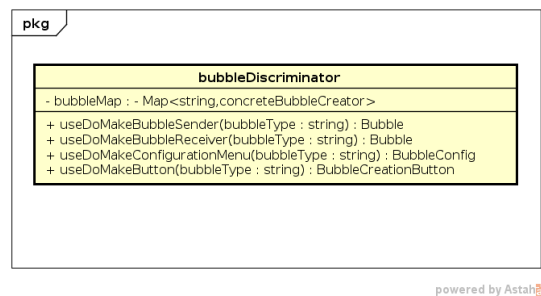 pkg
bubbleDiscriminator
- bubbleMap : - Map<string,concreteBubbleCreator>
+ useDoMakeBubbleSender(bubbleType : string) : Bubble
+ useDoMakeBubbleReceiver(bubbleType : string) : Bubble
+ useDoMakeConfigurationMenu(bubbleType : string) : BubbleConfig
+ useDoMakeButton(bubbleType : string) : BubbleCreationButton
powered by Astah